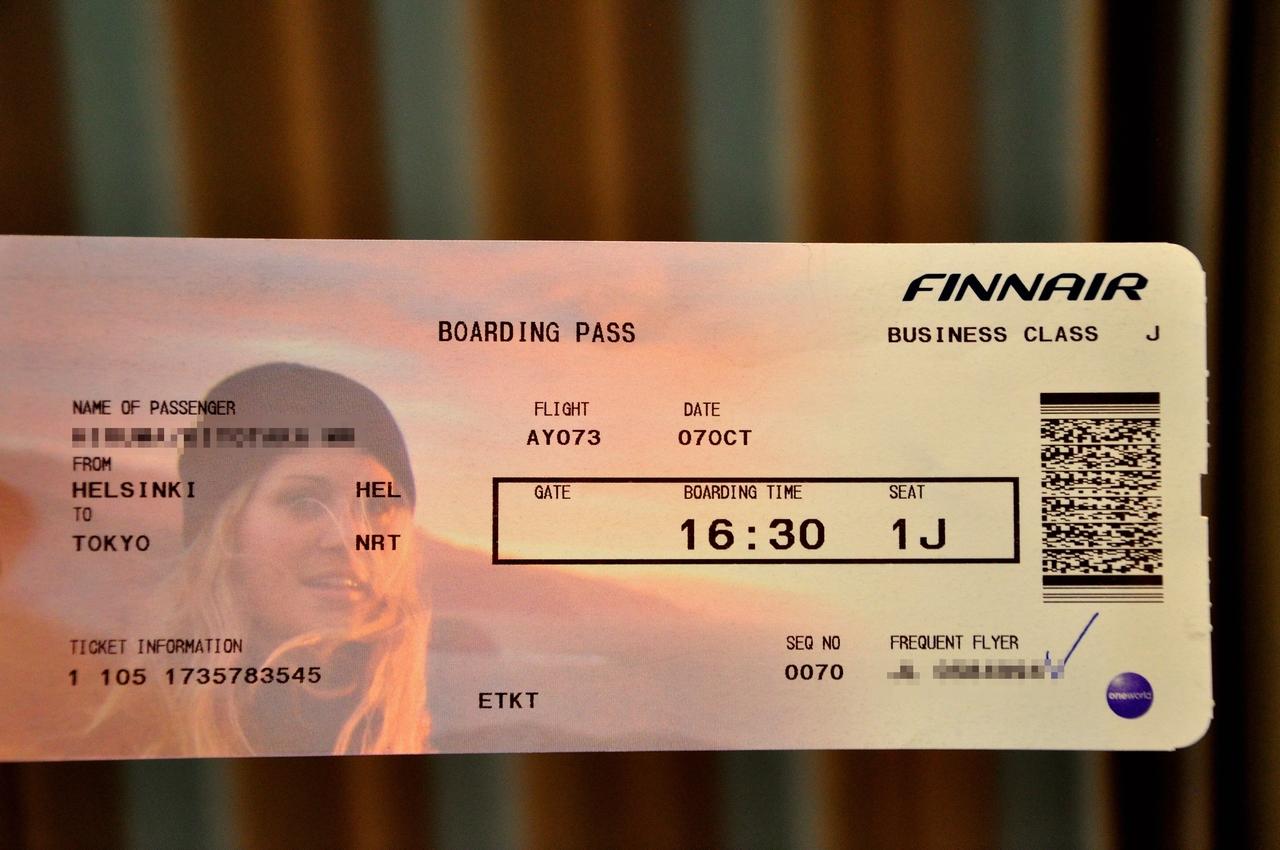 FINNAIR
BOARDING PASS
BUSINESS CLASS J
NAME OF PASSENGER
FLIGHT DATE
AY073 07OCT
FROM
HELSINKI HEL
GATE BOARDING TIME SEAT
TO
16:30 1J
TOKYO NRT
TICKET INFORMATION
SEQ NO FREQUENT FLYER
1 105 1735783545
0070
ETKT
oneworld